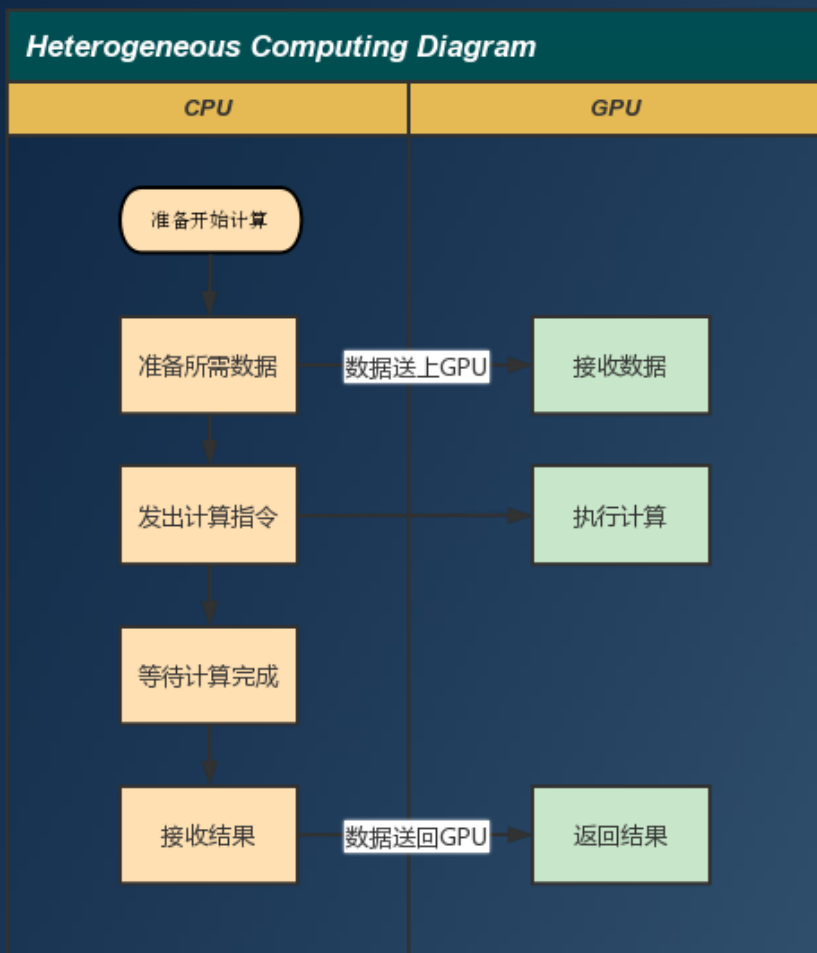 Heterogeneous Computing Diagram
CPU
GPU
准备开始计算
准备所需数据
数据送上GPU
接收数据
发出计算指令
执行计算
等待计算完成
接收结果
数据送回GPU
返回结果